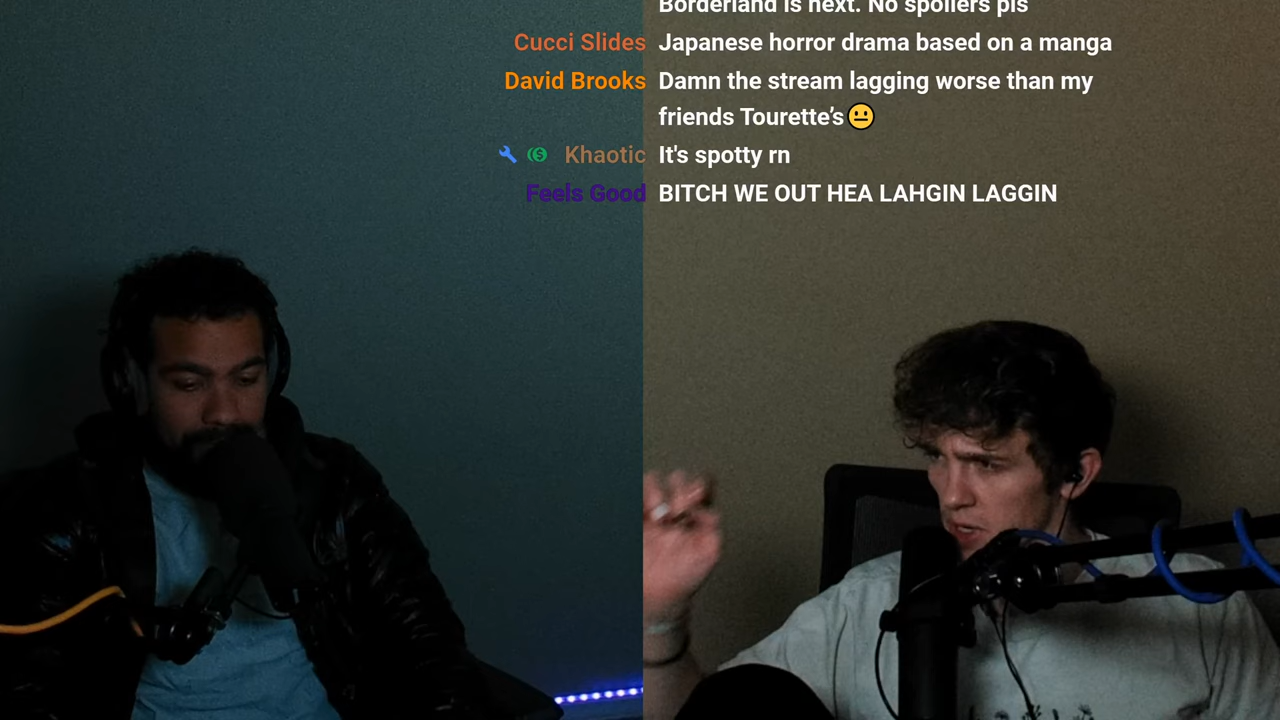 Borderland is next. No spoilers pls
Cucci Slides Japanese horror drama based on a manga
David Brooks Damn the stream lagging worse than my
friends Tourette's😐
Khaotic It's spotty rn
Feels Good BITCH WE OUT HEA LAHGIN LAGGIN